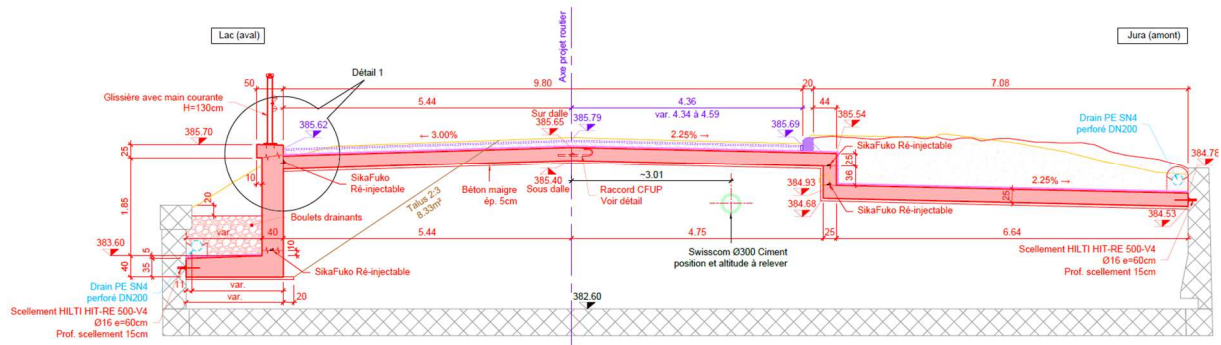 Lac (aval)
Axe projet routier
Jura (amont)
Détail 1
50
9.80
20
7.08
Glissière avec main courante
H=130cm
5.44
4.36
var. 4.34 à 4.59
44
Sur dalle
385.62
385.65
385.79
385.69
385.54
385.70
← 3.00%
2.25% →
SikaFuko Ré-injectable
Drain PE SN4
perforé DN200
25
10
SikaFuko
Ré-injectable
Talus 2:3
8.33m²
Béton maigre
ép. 5cm
385.40
Sous dalle
Raccord CFUP
Voir détail
~3.01
25
36
384.93
384.68
SikaFuko Ré-injectable
2.25% →
25
384.78
384.53
1.85
20
Boulets drainants
var.
40
5.44
4.75
25
6.64
383.60
5
10
40
35
11
SikaFuko Ré-injectable
Swisscom Ø300 Ciment
position et altitude à relever
Scellement HILTI HIT-RE 500-V4
Ø16 e=60cm
Prof. scellement 15cm
Drain PE SN4
perforé DN200
var.
var.
20
382.60
Scellement HILTI HIT-RE 500-V4
Ø16 e=60cm
Prof. scellement 15cm